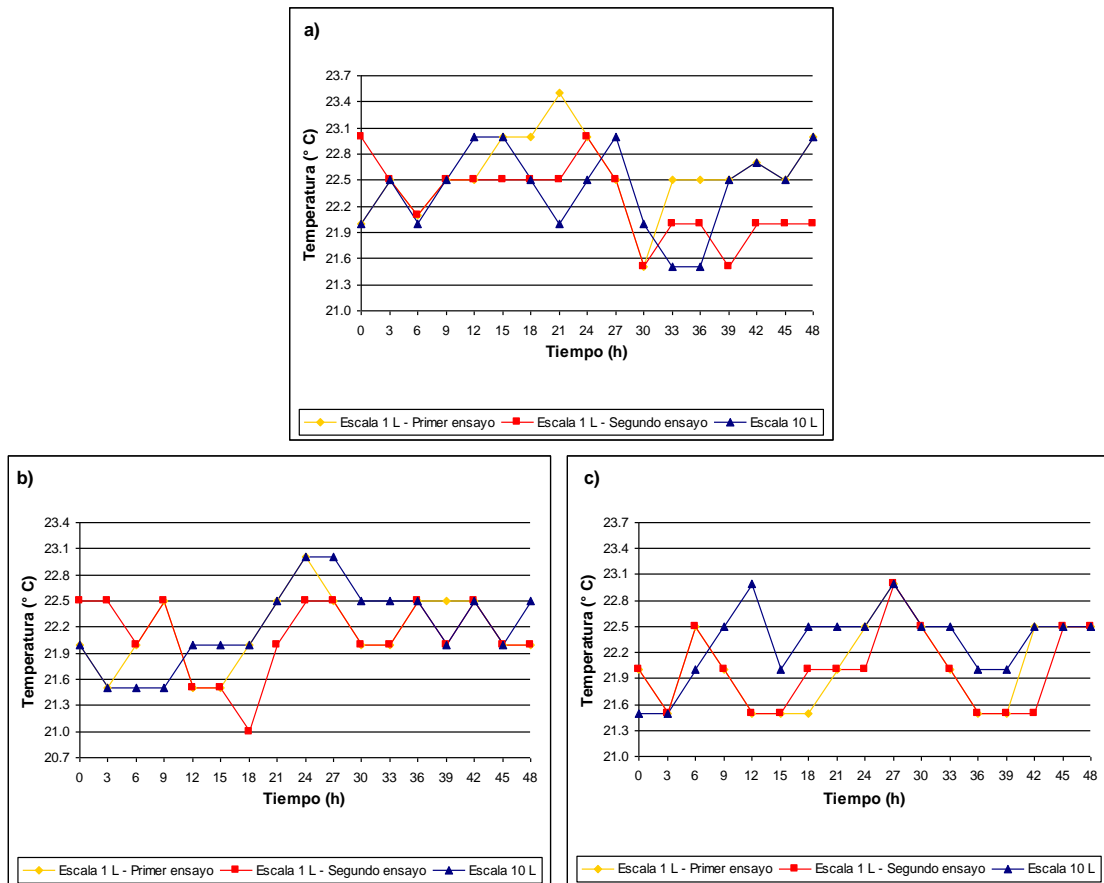 a)
Temperatura (° C)
23.7
23.4
23.1
22.8
22.5
22.2
21.9
21.6
21.3
21.0
0 3 6 9 12 15 18 21 24 27 30 33 36 39 42 45 48
Tiempo (h)
Escala 1 L - Primer ensayo Escala 1 L - Segundo ensayo Escala 10 L
b)
Temperatura (° C)
23.4
23.1
22.8
22.5
22.2
21.9
21.6
21.3
21.0
20.7
0 3 6 9 12 15 18 21 24 27 30 33 36 39 42 45 48
Tiempo (h)
Escala 1 L - Primer ensayo Escala 1 L - Segundo ensayo Escala 10 L
c)
Temperatura (° C)
23.7
23.4
23.1
22.8
22.5
22.2
21.9
21.6
21.3
21.0
0 3 6 9 12 15 18 21 24 27 30 33 36 39 42 45 48
Tiempo (h)
Escala 1 L - Primer ensayo Escala 1 L - Segundo ensayo Escala 10 L